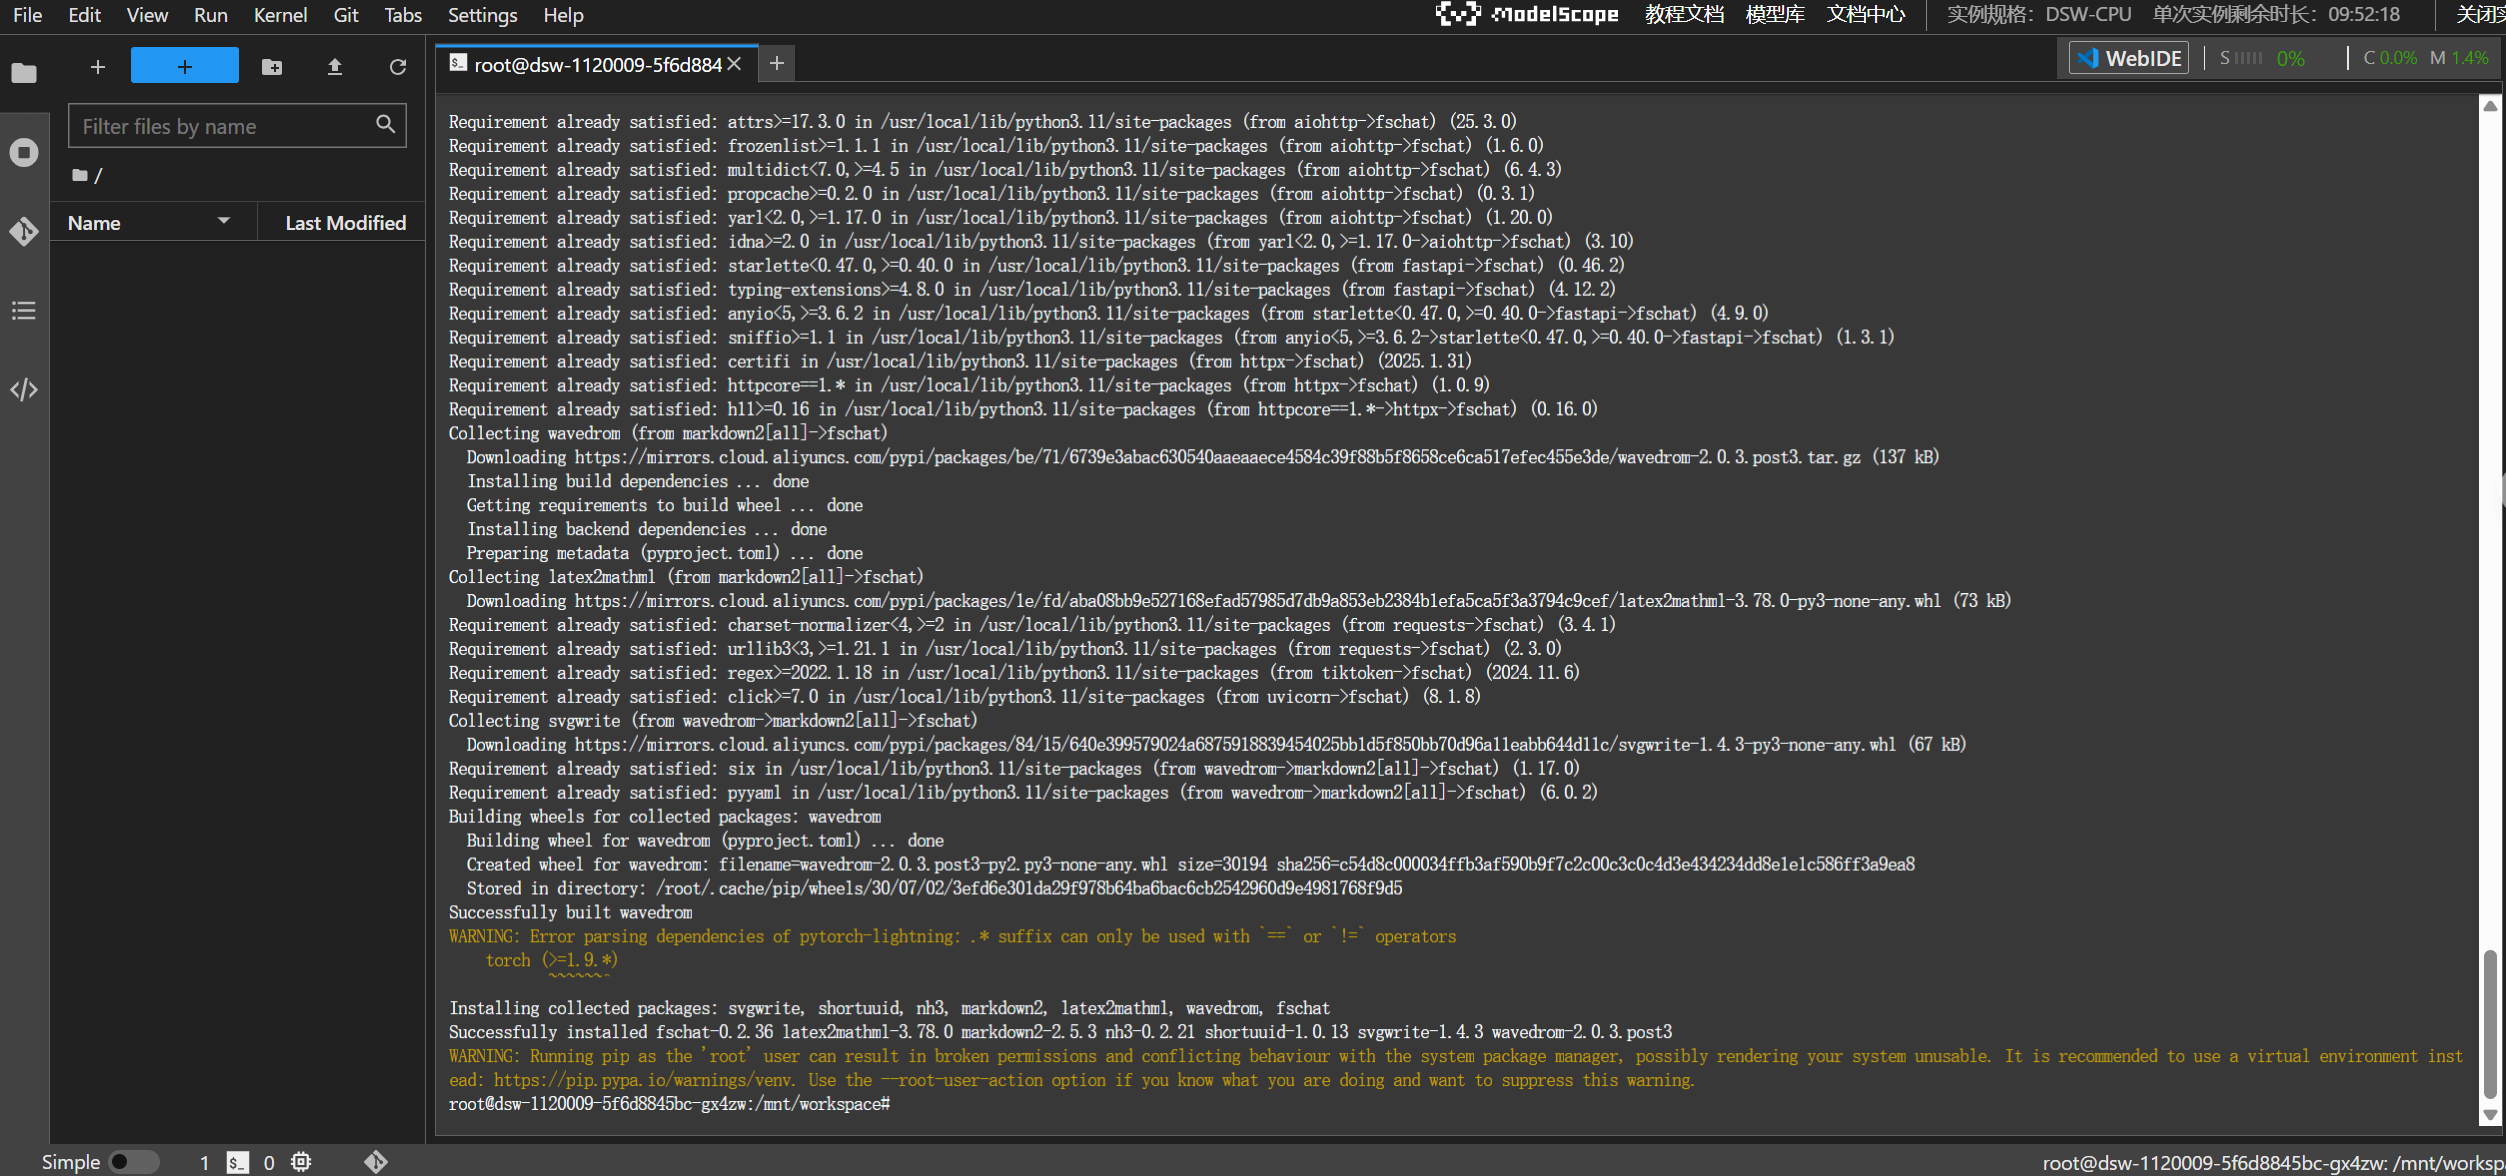 File Edit View Run Kernel Git Tabs Settings Help
ModelScope 教程文档 模型库 文档中心 实例规格: DSW-CPU 单次实例剩余时长: 09:52:18
root@dsw-1120009-5f6d884
WebIDE S 0% C 0.0% M 1.4%
Filter files by name
/
Name Last Modified
Requirement already satisfied: attrs>=17.3.0 in /usr/local/lib/python3.11/site-packages (from aiohttp->fschat) (25.3.0)
Requirement already satisfied: frozenlist>=1.1.1 in /usr/local/lib/python3.11/site-packages (from aiohttp->fschat) (1.6.0)
Requirement already satisfied: multidict<7.0,>=4.5 in /usr/local/lib/python3.11/site-packages (from aiohttp->fschat) (6.4.3)
Requirement already satisfied: propcache>=0.2.0 in /usr/local/lib/python3.11/site-packages (from aiohttp->fschat) (0.3.1)
Requirement already satisfied: yarl<2.0,>=1.17.0 in /usr/local/lib/python3.11/site-packages (from aiohttp->fschat) (1.20.0)
Requirement already satisfied: idna>=2.0 in /usr/local/lib/python3.11/site-packages (from yarl<2.0,>=1.17.0->aiohttp->fschat) (3.10)
Requirement already satisfied: starlette<0.47.0,>=0.40.0 in /usr/local/lib/python3.11/site-packages (from fastapi->fschat) (0.46.2)
Requirement already satisfied: typing-extensions>=4.8.0 in /usr/local/lib/python3.11/site-packages (from fastapi->fschat) (4.12.2)
Requirement already satisfied: anyio<5,>=3.6.2 in /usr/local/lib/python3.11/site-packages (from starlette<0.47.0,>=0.40.0->fastapi->fschat) (4.9.0)
Requirement already satisfied: sniffio>=1.1 in /usr/local/lib/python3.11/site-packages (from anyio<5,>=3.6.2->starlette<0.47.0,>=0.40.0->fastapi->fschat) (1.3.1)
Requirement already satisfied: certifi in /usr/local/lib/python3.11/site-packages (from httpx->fschat) (2025.1.31)
Requirement already satisfied: httpcore==1.* in /usr/local/lib/python3.11/site-packages (from httpx->fschat) (1.0.9)
Requirement already satisfied: h11>=0.16 in /usr/local/lib/python3.11/site-packages (from httpcore==1.*->httpx->fschat) (0.16.0)
Collecting wavedrom (from markdown2[all]->fschat)
Downloading https://mirrors.cloud.aliyuncs.com/pypi/packages/be/71/6739e3abac630540aaeaaece4584c39f88b5f8658ce6ca517efec455e3de/wavedrom-2.0.3.post3.tar.gz (137 kB)
Installing build dependencies ... done
Getting requirements to build wheel ... done
Installing backend dependencies ... done
Preparing metadata (pyproject.toml) ... done
Collecting latex2mathml (from markdown2[all]->fschat)
Downloading https://mirrors.cloud.aliyuncs.com/pypi/packages/1e/fd/aba08bb9e527168efad57985d7db9a853eb2384b1efa5ca5f3a3794c9cef/latex2mathml-3.78.0-py3-none-any.whl (73 kB)
Requirement already satisfied: charset-normalizer<4,>=2 in /usr/local/lib/python3.11/site-packages (from requests->fschat) (3.4.1)
Requirement already satisfied: urllib3<3,>=1.21.1 in /usr/local/lib/python3.11/site-packages (from requests->fschat) (2.3.0)
Requirement already satisfied: regex>=2022.1.18 in /usr/local/lib/python3.11/site-packages (from tiktoken->fschat) (2024.11.6)
Requirement already satisfied: click>=7.0 in /usr/local/lib/python3.11/site-packages (from uvicorn->fschat) (8.1.8)
Collecting svgwrite (from wavedrom->markdown2[all]->fschat)
Downloading https://mirrors.cloud.aliyuncs.com/pypi/packages/84/15/640e399579024a6875918839454025bb1d5f850bb70d96a11eabb644d11c/svgwrite-1.4.3-py3-none-any.whl (67 kB)
Requirement already satisfied: six in /usr/local/lib/python3.11/site-packages (from wavedrom->markdown2[all]->fschat) (1.17.0)
Requirement already satisfied: pyyaml in /usr/local/lib/python3.11/site-packages (from wavedrom->markdown2[all]->fschat) (6.0.2)
Building wheels for collected packages: wavedrom
Building wheel for wavedrom (pyproject.toml) ... done
Created wheel for wavedrom: filename=wavedrom-2.0.3.post3-py2.py3-none-any.whl size=30194 sha256=c54d8c000034ffb3af590b9f7c2c00c3c0c4d3e434234dd8e1e1c586ff3a9ea8
Stored in directory: /root/.cache/pip/wheels/30/07/02/3efd6e301da29f978b64ba6bac6cb2542960d9e4981768f9d5
Successfully built wavedrom
WARNING: Error parsing dependencies of pytorch-lightning: .* suffix can only be used with `==` or `!=` operators
torch (>=1.9.*)
~~~~~~^
Installing collected packages: svgwrite, shortuuid, nh3, markdown2, latex2mathml, wavedrom, fschat
Successfully installed fschat-0.2.36 latex2mathml-3.78.0 markdown2-2.5.3 nh3-0.2.21 shortuuid-1.0.13 svgwrite-1.4.3 wavedrom-2.0.3.post3
WARNING: Running pip as the 'root' user can result in broken permissions and conflicting behaviour with the system package manager, possibly rendering your system unusable. It is recommended to use a virtual environment inst
ead: https://pip.pypa.io/warnings/venv. Use the --root-user-action option if you know what you are doing and want to suppress this warning.
root@dsw-1120009-5f6d8845bc-gx4zw:/mnt/workspace#
Simple 1 $_ 0 root@dsw-1120009-5f6d8845bc-gx4zw: /mnt/worksp